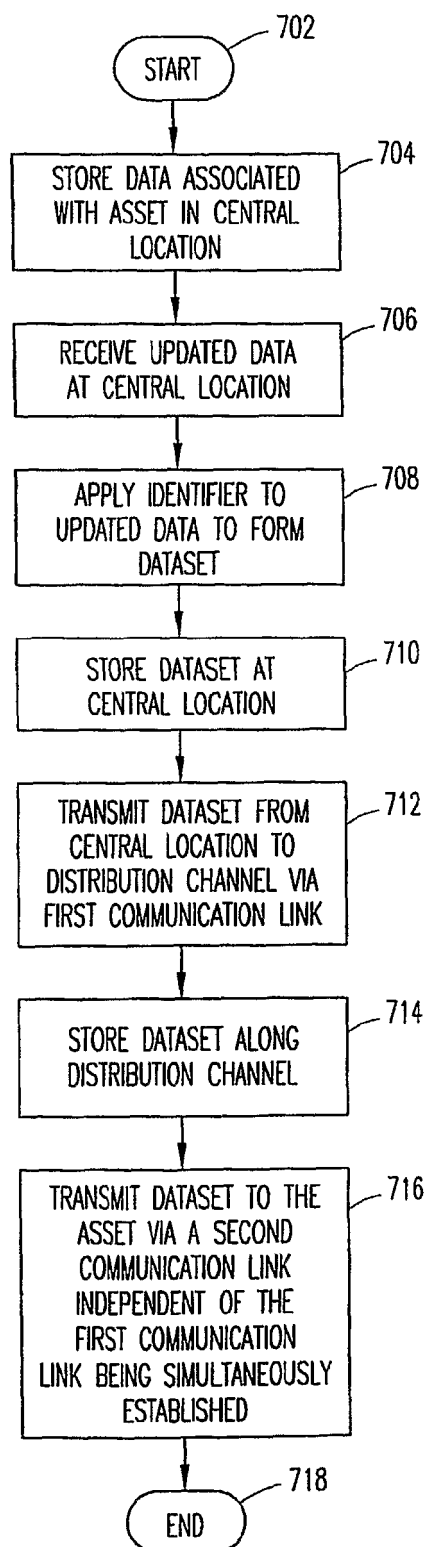 702
START
704
STORE DATA ASSOCIATED
WITH ASSET IN CENTRAL
LOCATION
706
RECEIVE UPDATED DATA
AT CENTRAL LOCATION
708
APPLY IDENTIFIER TO
UPDATED DATA TO FORM
DATASET
710
STORE DATASET AT
CENTRAL LOCATION
712
TRANSMIT DATASET FROM
CENTRAL LOCATION TO
DISTRIBUTION CHANNEL VIA
FIRST COMMUNICATION LINK
714
STORE DATASET ALONG
DISTRIBUTION CHANNEL
716
TRANSMIT DATASET TO THE
ASSET VIA A SECOND
COMMUNICATION LINK
INDEPENDENT OF THE
FIRST COMMUNICATION
LINK BEING SIMULTANEOUSLY
ESTABLISHED
718
END